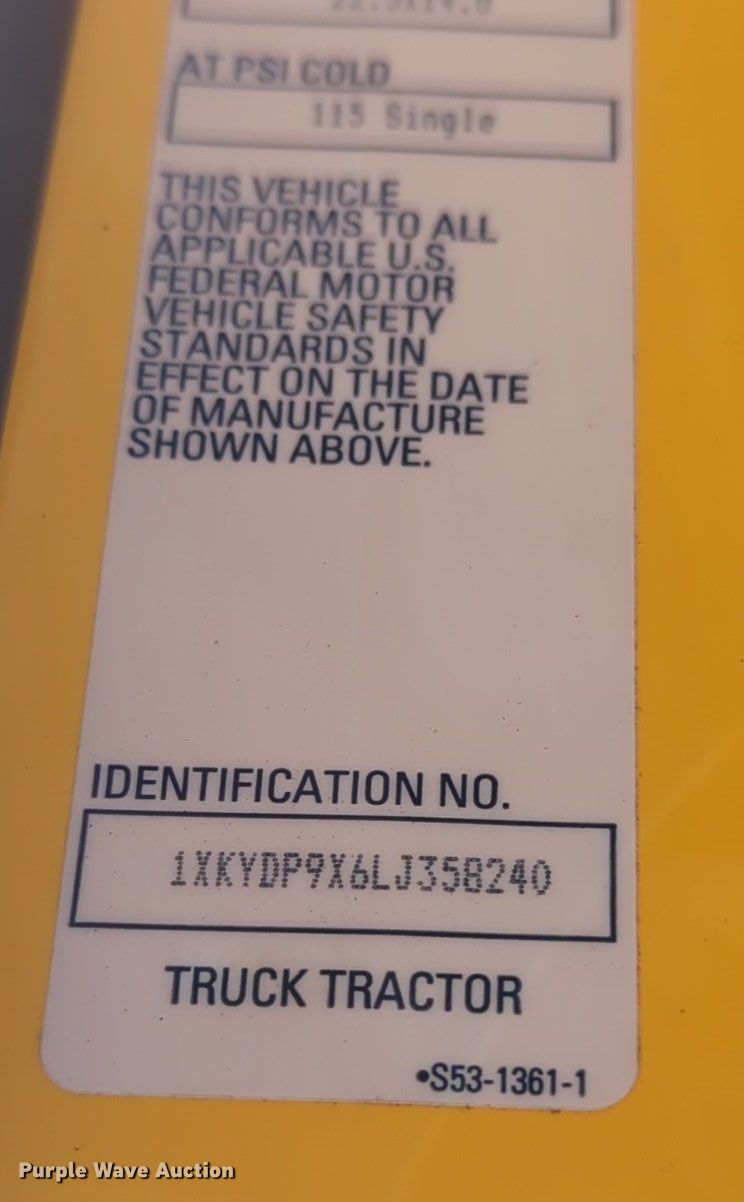 AT PSI COLD
115 Single
THIS VEHICLE
CONFORMS TO ALL
APPLICABLE U.S.
FEDERAL MOTOR
VEHICLE SAFETY
STANDARDS IN
EFFECT ON THE DATE
OF MANUFACTURE
SHOWN ABOVE.
IDENTIFICATION NO.
1XKYDP9X6LJ358240
TRUCK TRACTOR
•S53-1361-1
Purple Wave Auction